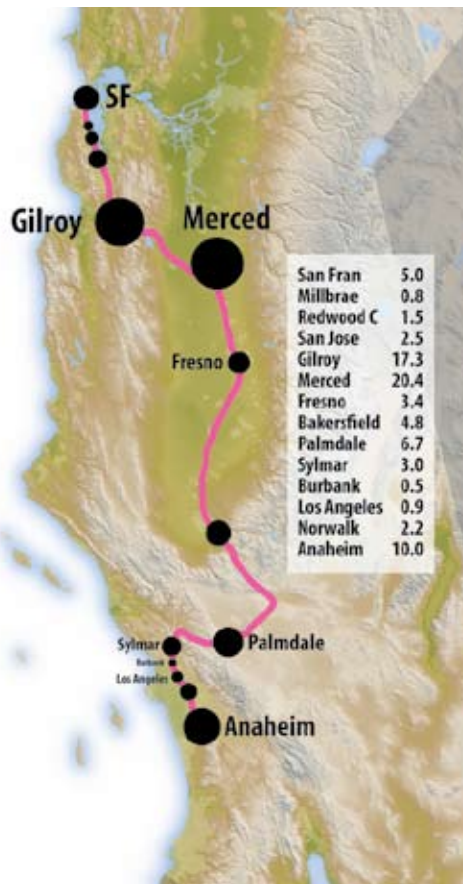 SF
Gilroy
Merced
San Fran 5.0
Millbrae 0.8
Redwood C 1.5
San Jose 2.5
Gilroy 17.3
Merced 20.4
Fresno 3.4
Bakersfield 4.8
Palmdale 6.7
Sylmar 3.0
Burbank 0.5
Los Angeles 0.9
Norwalk 2.2
Anaheim 10.0
Fresno
Sylmar
Palmdale
Burbank
Los Angeles
Anaheim